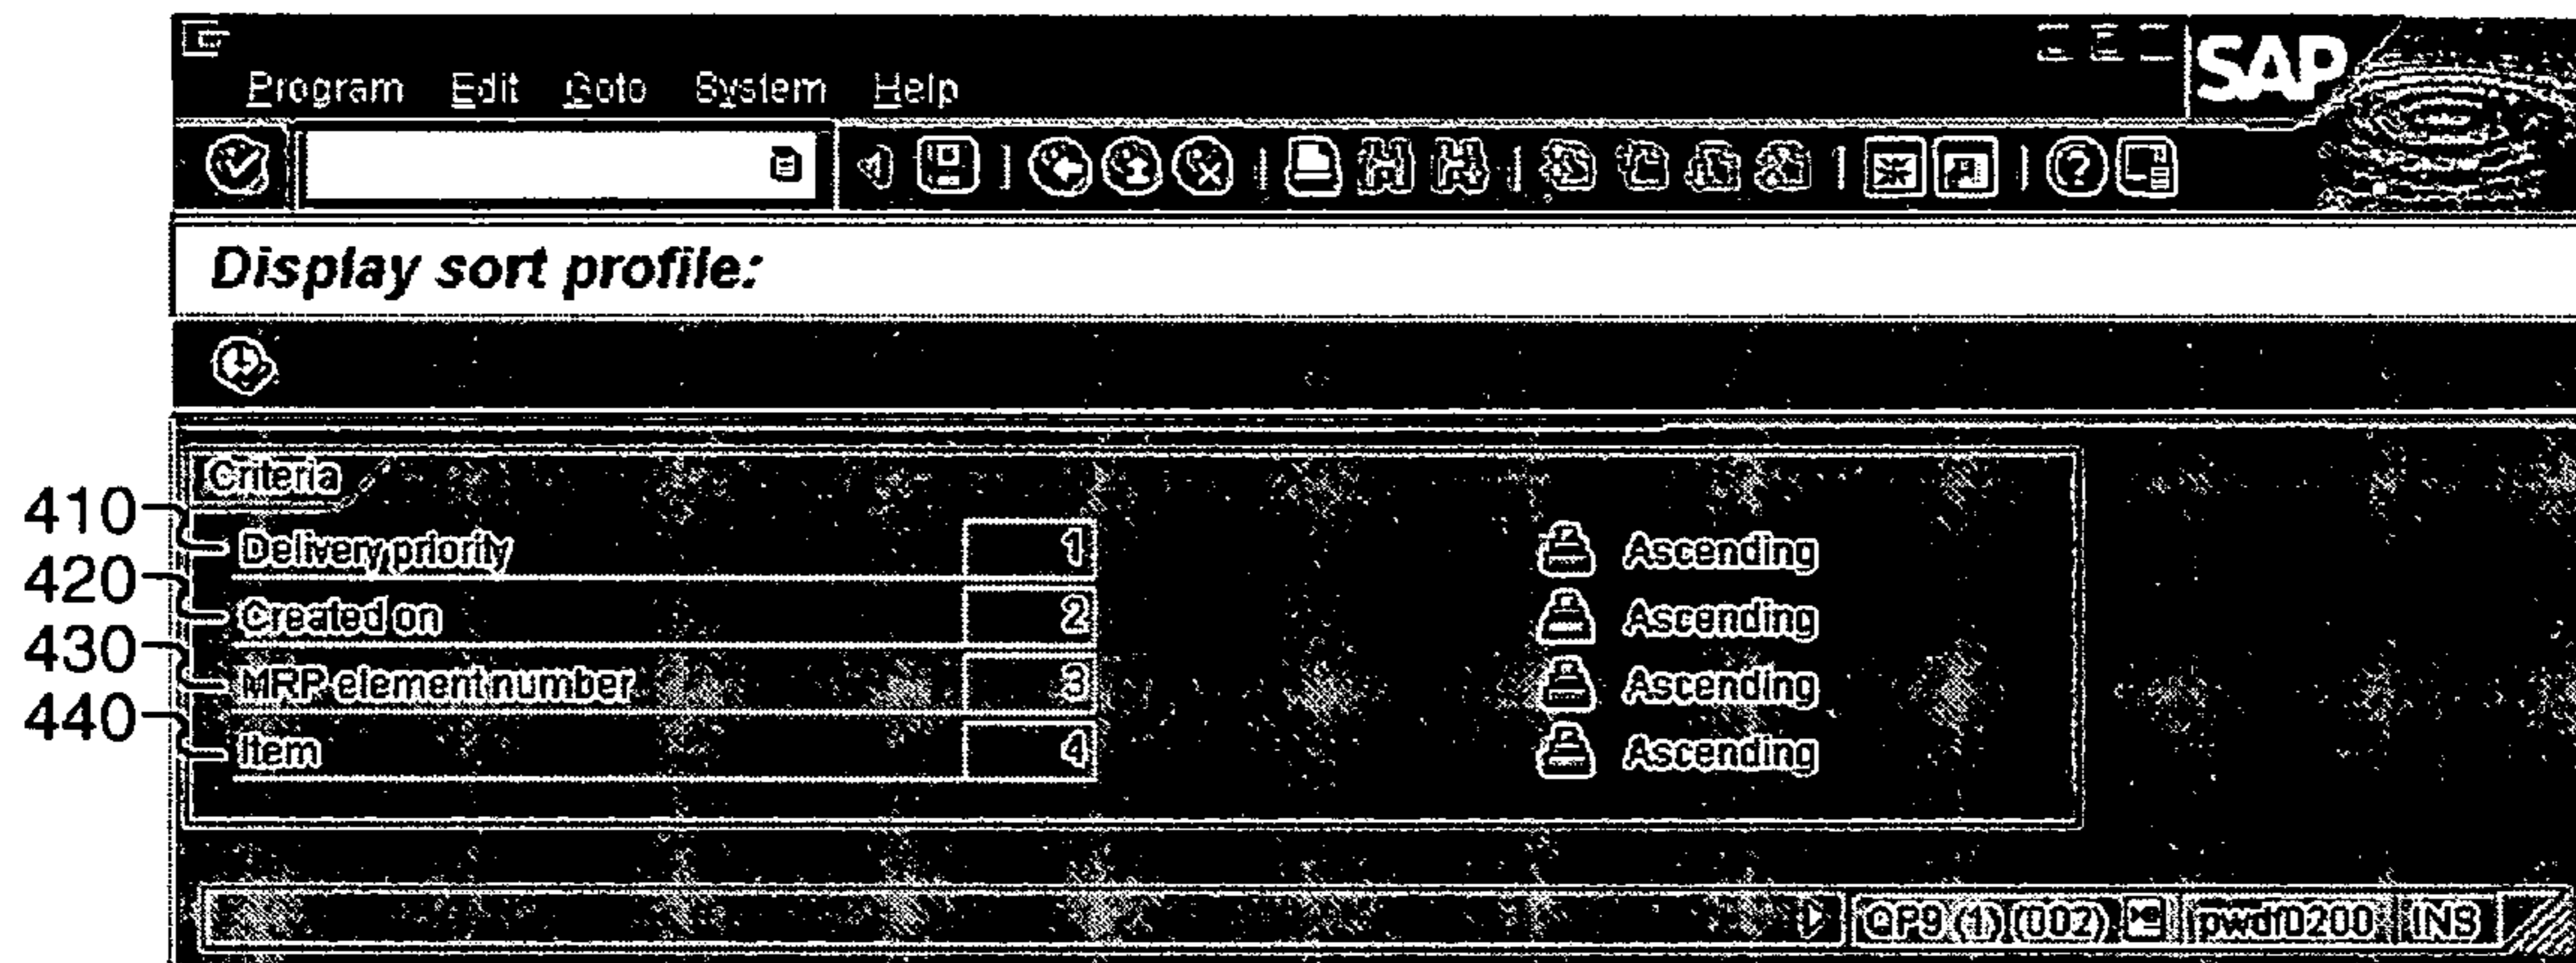 SAP
Program Edit Goto System Help
Display sort profile:
Criteria
410 Delivery priority 1 Ascending
420 Created on 2 Ascending
430 MRP element number 3 Ascending
440 Item 4 Ascending
QP9 (1) (002) pwdf0200 INS